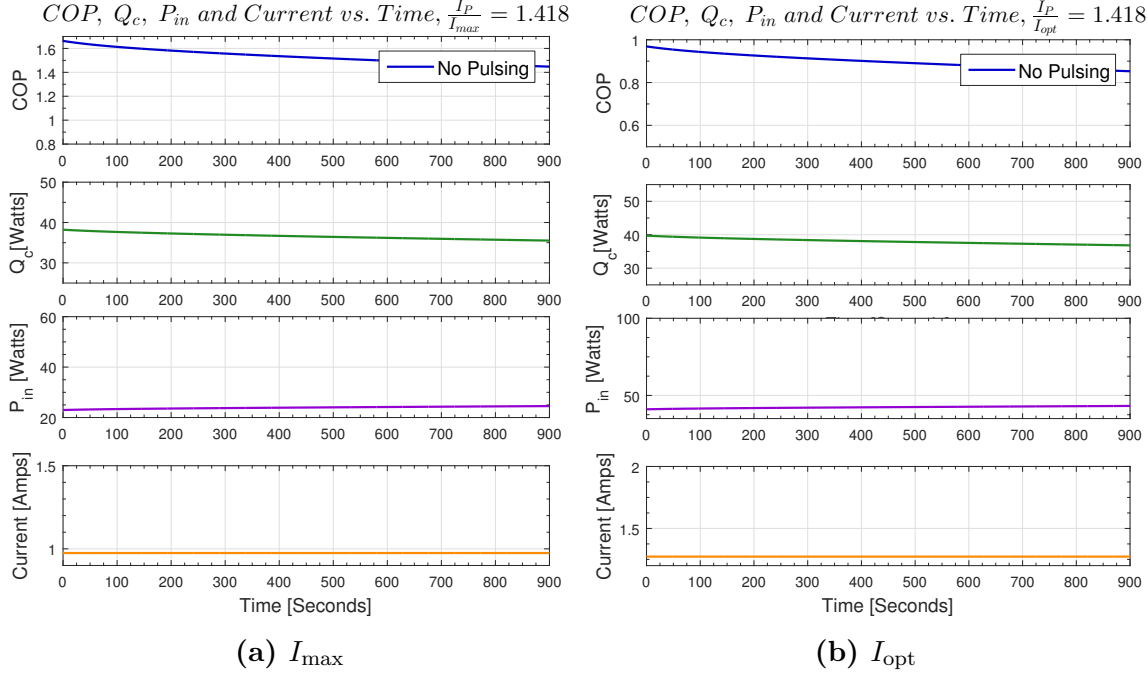 COP, Q_c, P_in and Current vs. Time, I_P/I_max = 1.418
1.6
1.4
1.2
1
0.8
COP
No Pulsing
0 100 200 300 400 500 600 700 800 900
50
40
30
Q_c[Watts]
0 100 200 300 400 500 600 700 800 900
60
40
20
P_in [Watts]
0 100 200 300 400 500 600 700 800 900
1.5
1
Current [Amps]
0 100 200 300 400 500 600 700 800 900
Time [Seconds]
(a) I_max
COP, Q_c, P_in and Current vs. Time, I_P/I_opt = 1.418
1
0.8
0.6
COP
No Pulsing
0 100 200 300 400 500 600 700 800 900
50
40
30
Q_c[Watts]
0 100 200 300 400 500 600 700 800 900
100
50
P_in [Watts]
0 100 200 300 400 500 600 700 800 900
2
1.5
Current [Amps]
0 100 200 300 400 500 600 700 800 900
Time [Seconds]
(b) I_opt